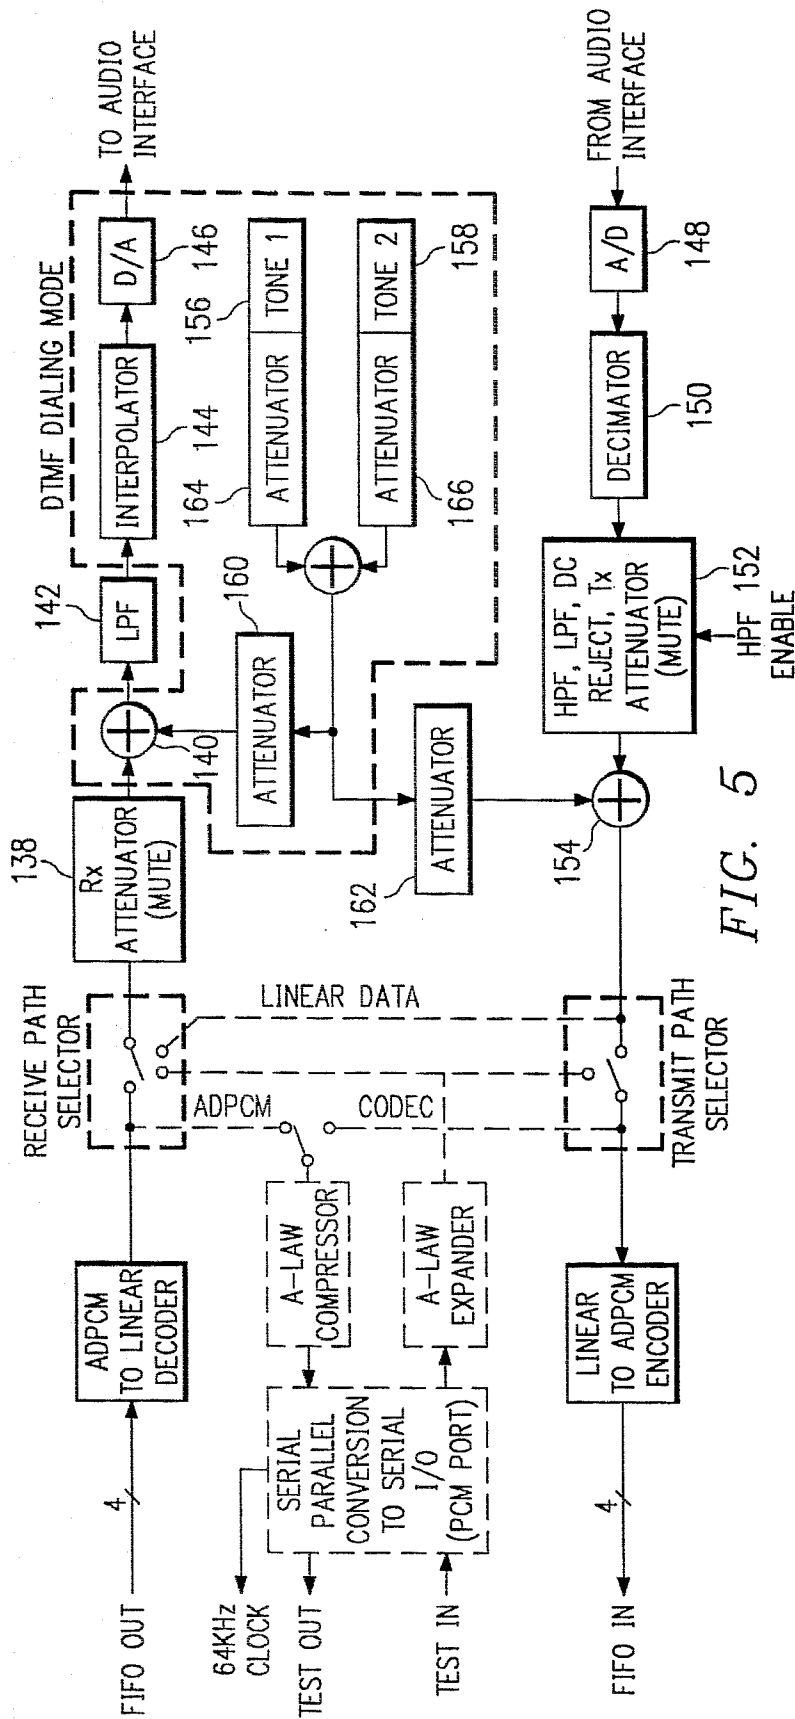 FIFO OUT
4
ADPCM
TO LINEAR
DECODER
RECEIVE PATH
SELECTOR
138
Rx
ATTENUATOR
(MUTE)
140
142
LPF
DTMF DIALING MODE
INTERPOLATOR
144
D/A
146
TO AUDIO
INTERFACE
64KHz
CLOCK
TEST OUT
TEST IN
SERIAL
PARALLEL
CONVERSION
TO SERIAL
I/O
(PCM PORT)
A-LAW
COMPRESSOR
A-LAW
EXPANDER
ADPCM
CODEC
LINEAR DATA
160
ATTENUATOR
162
ATTENUATOR
164
ATTENUATOR
156
TONE 1
ATTENUATOR
166
TONE 2
158
FIFO IN
4
LINEAR
TO ADPCM
ENCODER
TRANSMIT PATH
SELECTOR
154
HPF, LPF, DC
REJECT, Tx
ATTENUATOR
(MUTE)
152
HPF
ENABLE
DECIMATOR
150
A/D
148
FROM AUDIO
INTERFACE
FIG. 5